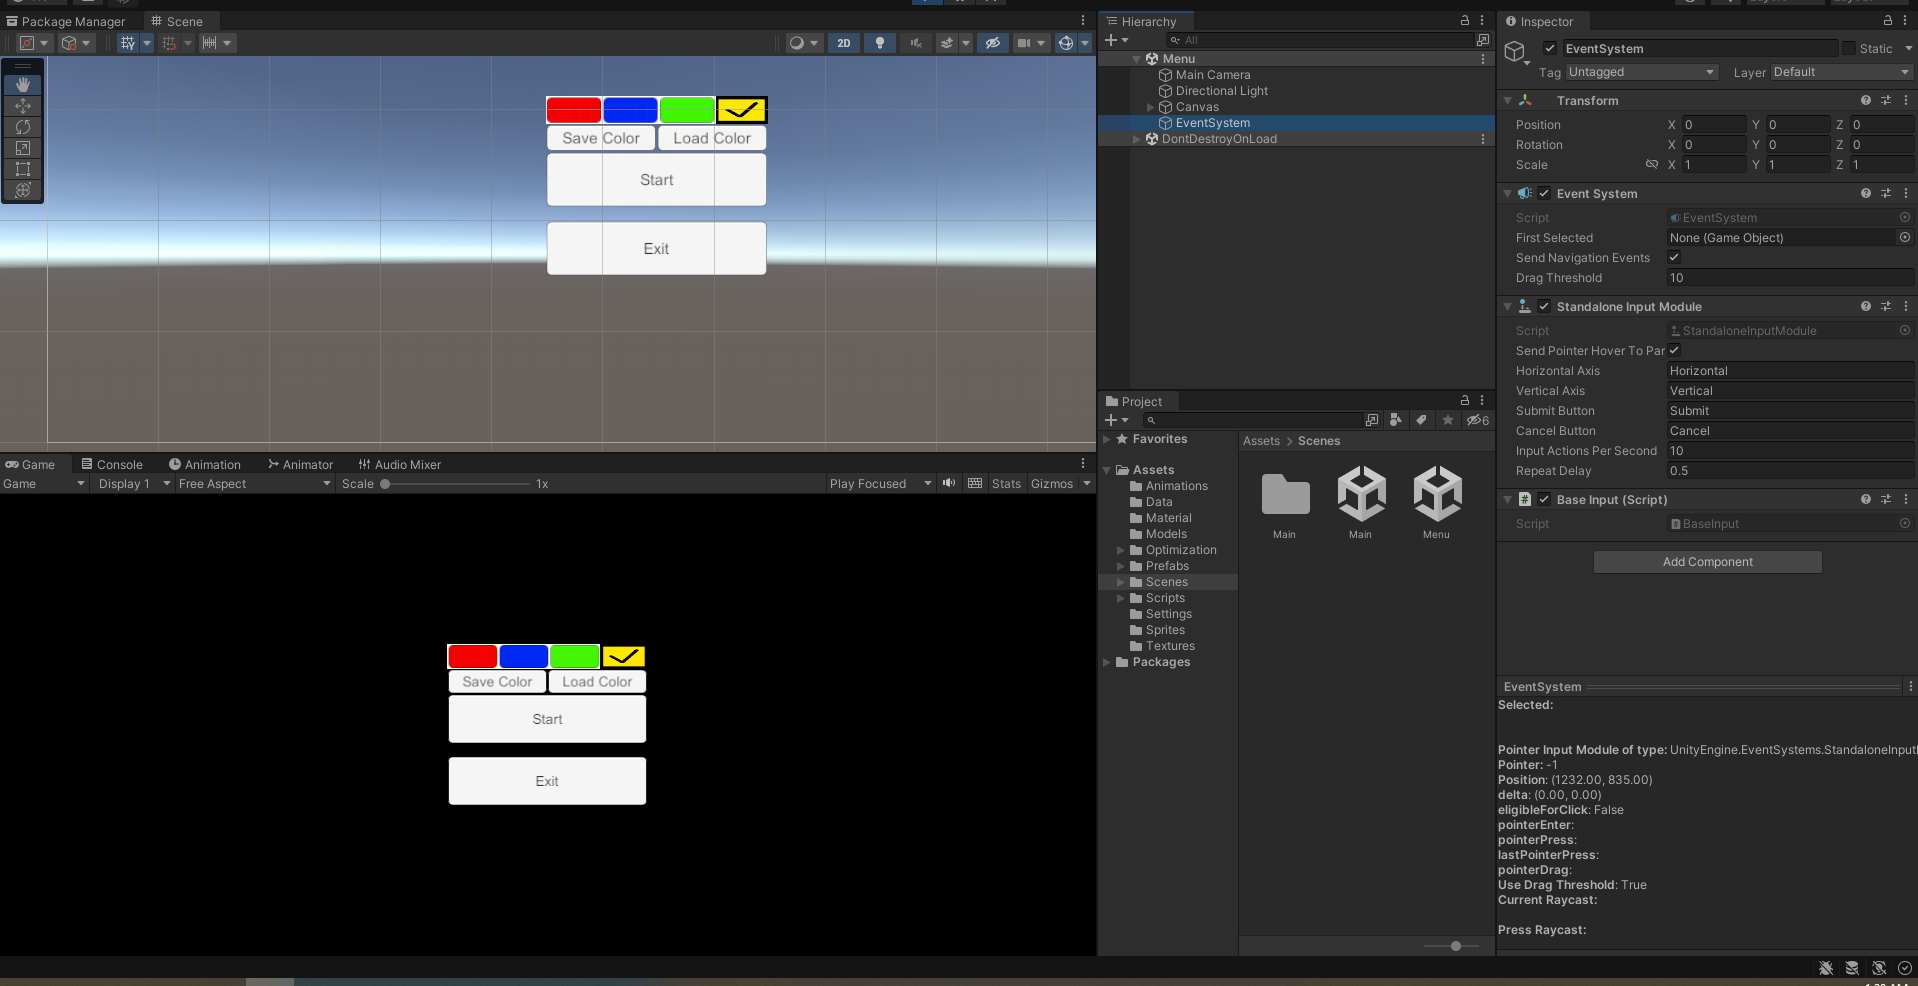 Package Manager
Scene
2D
Save Color
Load Color
Start
Exit
Game
Console
Animation
Animator
Audio Mixer
Game
Display 1
Free Aspect
Scale
1x
Play Focused
Stats
Gizmos
Save Color
Load Color
Start
Exit
Hierarchy
All
Menu
Main Camera
Directional Light
Canvas
EventSystem
DontDestroyOnLoad
Project
6
Favorites
Assets
Animations
Data
Material
Models
Optimization
Prefabs
Scenes
Scripts
Settings
Sprites
Textures
Packages
Assets > Scenes
Main
Main
Menu
Inspector
EventSystem
Static
Tag Untagged
Layer Default
Transform
Position X 0 Y 0 Z 0
Rotation X 0 Y 0 Z 0
Scale X 1 Y 1 Z 1
Event System
Script EventSystem
First Selected None (Game Object)
Send Navigation Events
Drag Threshold 10
Standalone Input Module
Script StandaloneInputModule
Send Pointer Hover To Par
Horizontal Axis Horizontal
Vertical Axis Vertical
Submit Button Submit
Cancel Button Cancel
Input Actions Per Second 10
Repeat Delay 0.5
# Base Input (Script)
Script BaseInput
Add Component
EventSystem
Selected:
Pointer Input Module of type: UnityEngine.EventSystems.StandaloneInput
Pointer: -1
Position: (1232.00, 835.00)
delta: (0.00, 0.00)
eligibleForClick: False
pointerEnter:
pointerPress:
lastPointerPress:
pointerDrag:
Use Drag Threshold: True
Current Raycast:
Press Raycast: